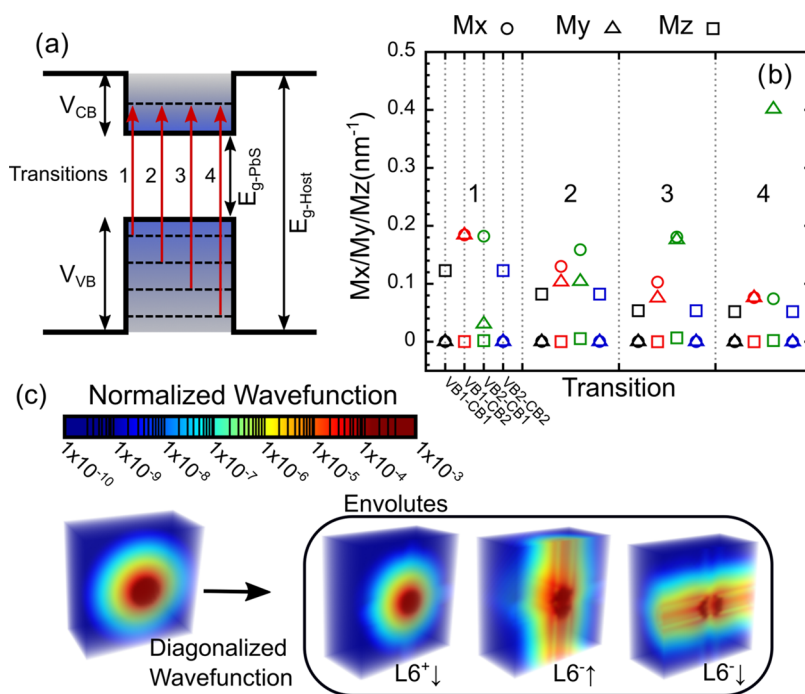 (a)
V_CB
Transitions 1 2 3 4
E_g-PbS
E_g-Host
V_VB
Mx ○ My △ Mz □
(b)
Mx/My/Mz(nm⁻¹)
0.5
0.4
0.3
0.2
0.1
0
1 2 3 4
VB1-CB1
VB1-CB2
VB2-CB1
VB2-CB2
Transition
(c)
Normalized Wavefunction
1x10⁻¹⁰ 1x10⁻⁹ 1x10⁻⁸ 1x10⁻⁷ 1x10⁻⁶ 1x10⁻⁵ 1x10⁻⁴ 1x10⁻³
Envolutes
Diagonalized
Wavefunction
L6⁺↓ L6⁻↑ L6⁻↓